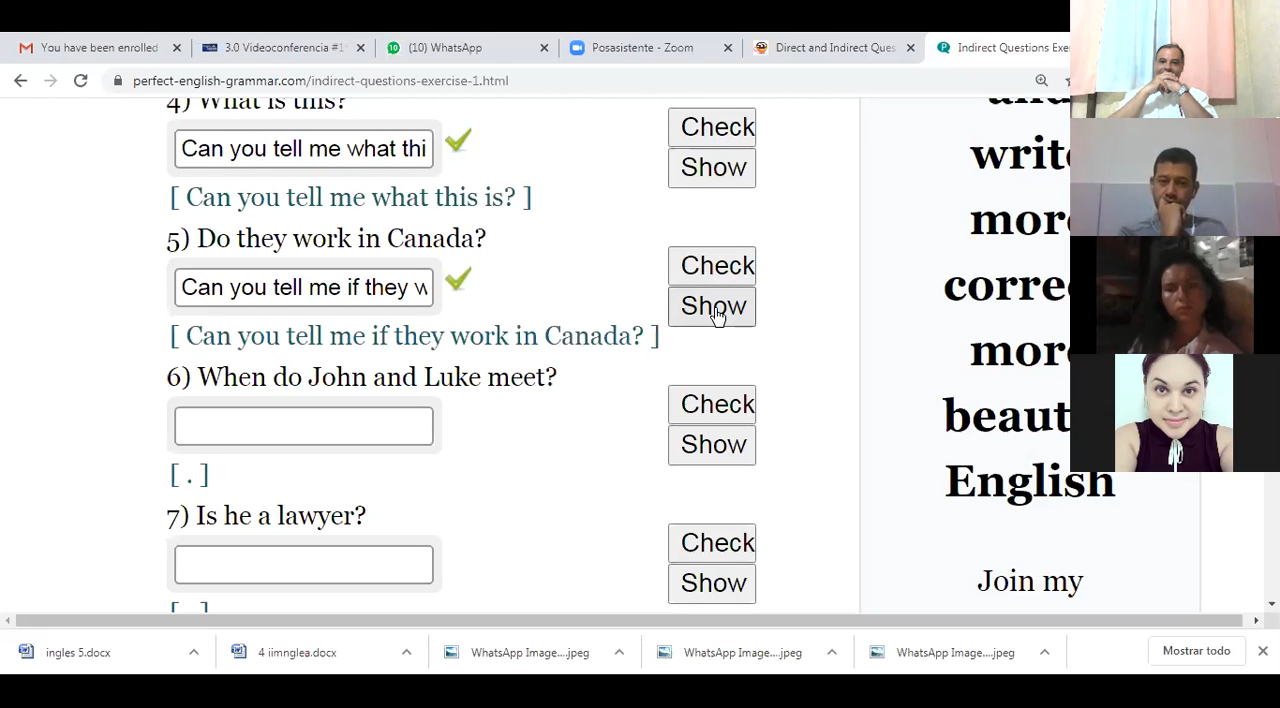 You have been enrolled
3.0 Videoconferencia #1
(10) WhatsApp
Posasistente - Zoom
Direct and Indirect Ques
Indirect Questions Exe
perfect-english-grammar.com/indirect-questions-exercise-1.html
4) What is this?
Can you tell me what thi
Check
Show
[ Can you tell me what this is? ]
5) Do they work in Canada?
Can you tell me if they w
Check
Show
[ Can you tell me if they work in Canada? ]
6) When do John and Luke meet?
Check
Show
[ . ]
7) Is he a lawyer?
Check
Show
write
more
corre
more
beaut
English
Join my
ingles 5.docx
4 iimnglea.docx
WhatsApp Image....jpeg
WhatsApp Image....jpeg
WhatsApp Image....jpeg
Mostrar todo